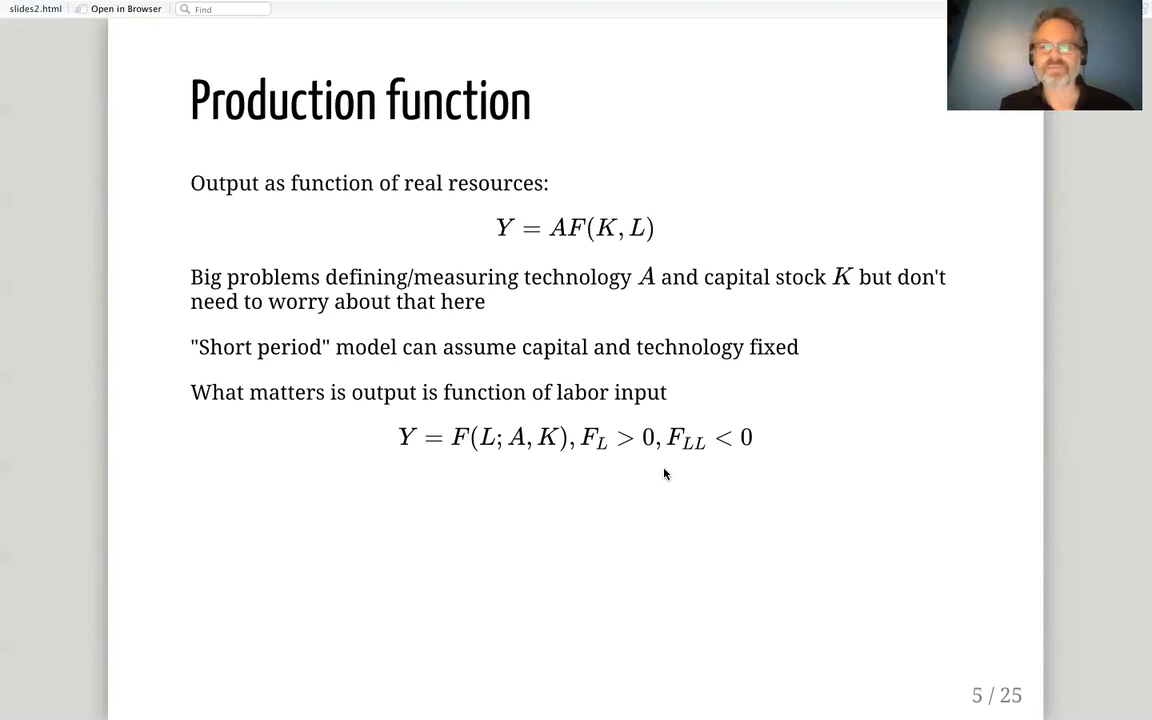 slides2.html Open in Browser Find
Production function
Output as function of real resources:
Y = AF(K, L)
Big problems defining/measuring technology A and capital stock K but don't
need to worry about that here
"Short period" model can assume capital and technology fixed
What matters is output is function of labor input
Y = F(L; A, K), F_L > 0, F_{LL} < 0
5 / 25